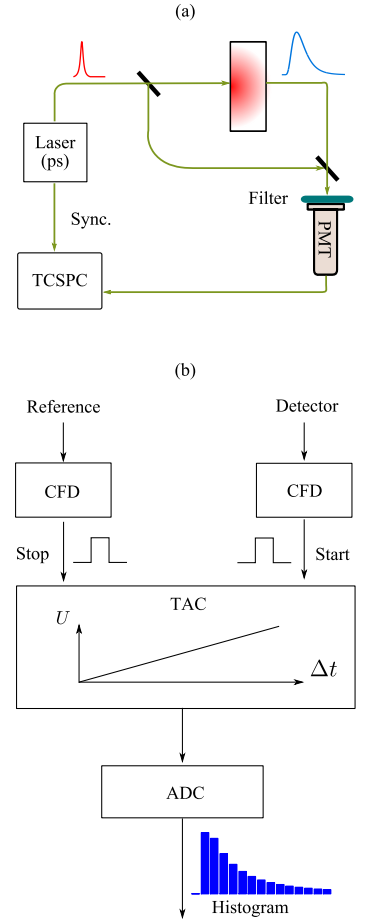 (a)
Laser
(ps)
Sync.
Filter
PMT
TCSPC
(b)
Reference
Detector
CFD
CFD
Stop
Start
TAC
U
Δt
ADC
Histogram